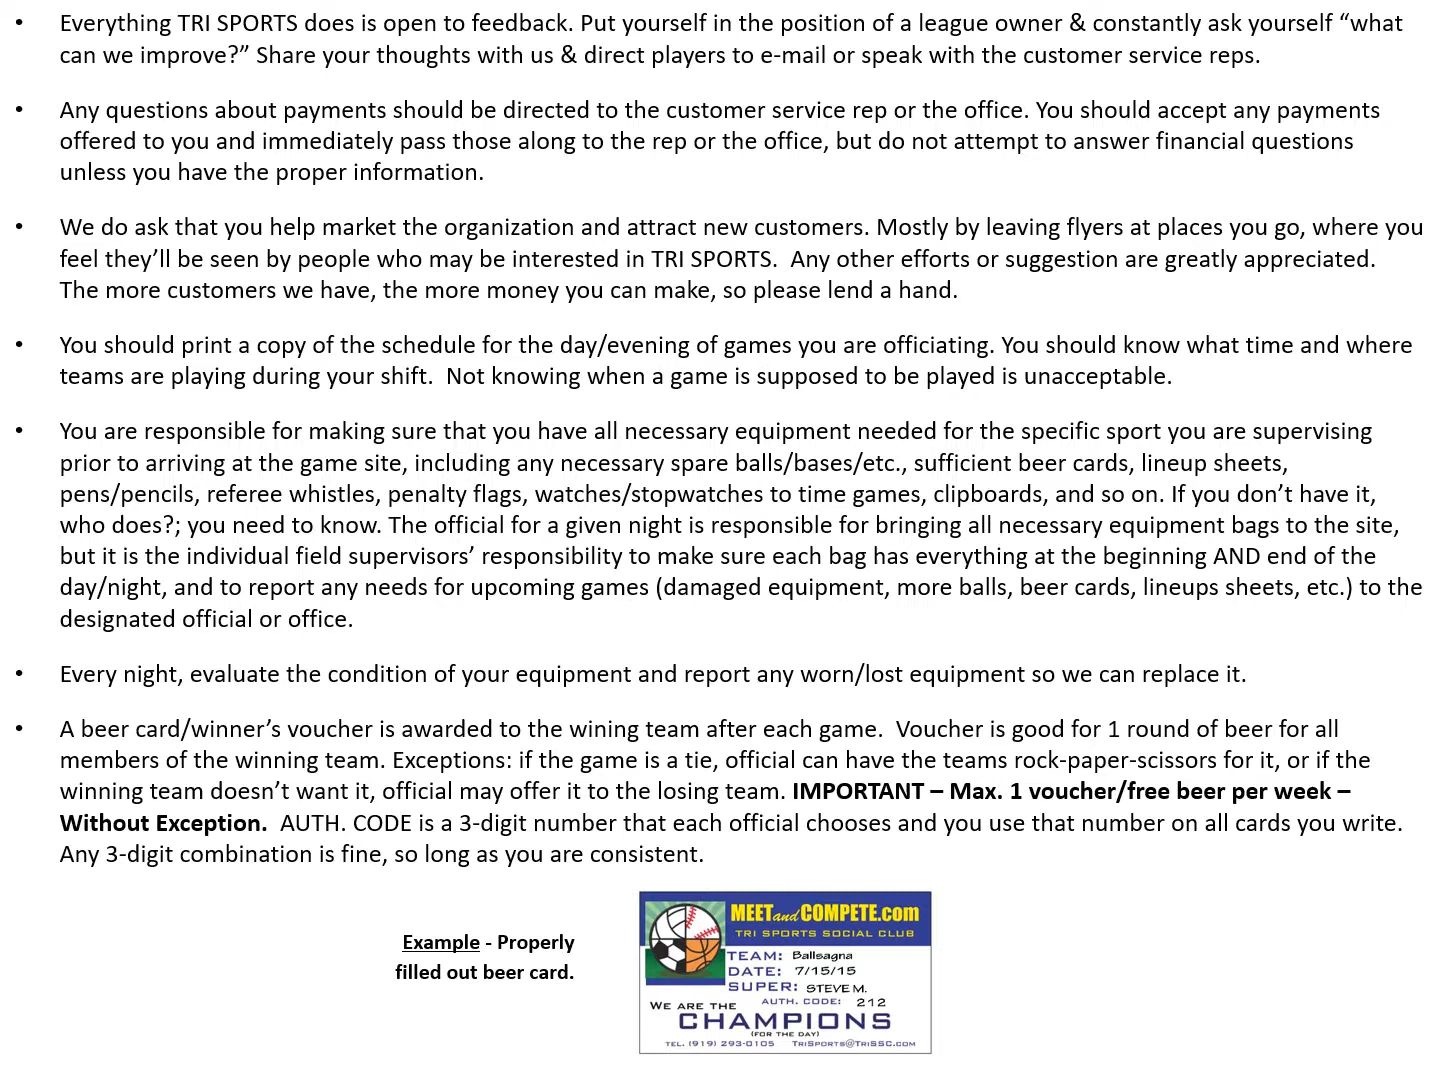 • Everything TRI SPORTS does is open to feedback. Put yourself in the position of a league owner & constantly ask yourself “what
can we improve?” Share your thoughts with us & direct players to e-mail or speak with the customer service reps.
• Any questions about payments should be directed to the customer service rep or the office. You should accept any payments
offered to you and immediately pass those along to the rep or the office, but do not attempt to answer financial questions
unless you have the proper information.
• We do ask that you help market the organization and attract new customers. Mostly by leaving flyers at places you go, where you
feel they’ll be seen by people who may be interested in TRI SPORTS.  Any other efforts or suggestion are greatly appreciated.
The more customers we have, the more money you can make, so please lend a hand.
• You should print a copy of the schedule for the day/evening of games you are officiating. You should know what time and where
teams are playing during your shift.  Not knowing when a game is supposed to be played is unacceptable.
• You are responsible for making sure that you have all necessary equipment needed for the specific sport you are supervising
prior to arriving at the game site, including any necessary spare balls/bases/etc., sufficient beer cards, lineup sheets,
pens/pencils, referee whistles, penalty flags, watches/stopwatches to time games, clipboards, and so on. If you don’t have it,
who does?; you need to know. The official for a given night is responsible for bringing all necessary equipment bags to the site,
but it is the individual field supervisors’ responsibility to make sure each bag has everything at the beginning AND end of the
day/night, and to report any needs for upcoming games (damaged equipment, more balls, beer cards, lineups sheets, etc.) to the
designated official or office.
• Every night, evaluate the condition of your equipment and report any worn/lost equipment so we can replace it.
• A beer card/winner’s voucher is awarded to the wining team after each game.  Voucher is good for 1 round of beer for all
members of the winning team. Exceptions: if the game is a tie, official can have the teams rock-paper-scissors for it, or if the
winning team doesn’t want it, official may offer it to the losing team. IMPORTANT – Max. 1 voucher/free beer per week –
Without Exception.  AUTH. CODE is a 3-digit number that each official chooses and you use that number on all cards you write.
Any 3-digit combination is fine, so long as you are consistent.
Example - Properly
filled out beer card.
MEETandCOMPETE.com
TRI SPORTS SOCIAL CLUB
TEAM: Ballsagna
DATE: 7/15/15
SUPER: STEVE M.
AUTH. CODE: 212
WE ARE THE
CHAMPIONS
(FOR THE DAY)
TEL. (919) 293-0105 TRISPORTS@TRISSC.COM